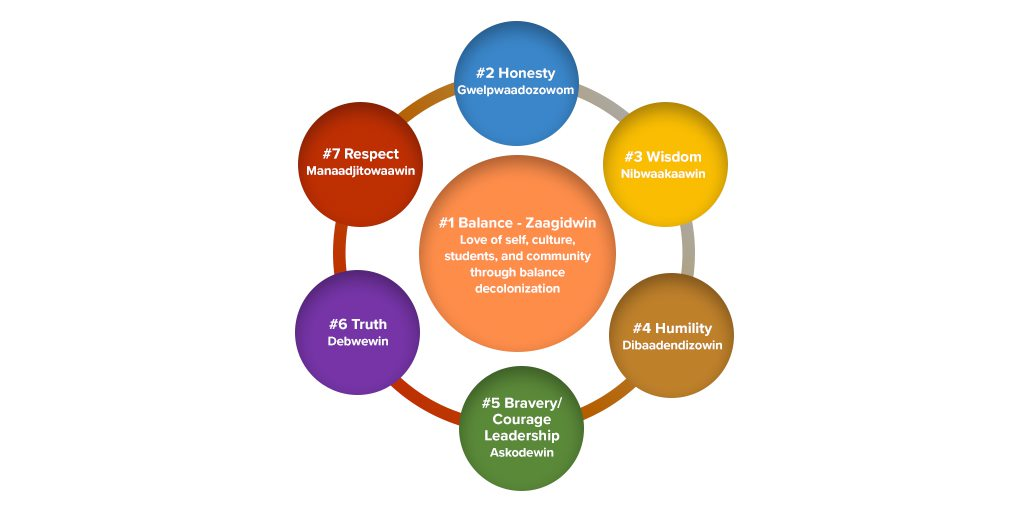 #2 Honesty
Gwelpwaadozowom
#7 Respect
Manaadjitowaawin
#3 Wisdom
Nibwaakaawin
#1 Balance - Zaagidwin
Love of self, culture,
students, and community
through balance
decolonization
#6 Truth
Debwewin
#4 Humility
Dibaadendizowin
#5 Bravery/
Courage
Leadership
Askodewin